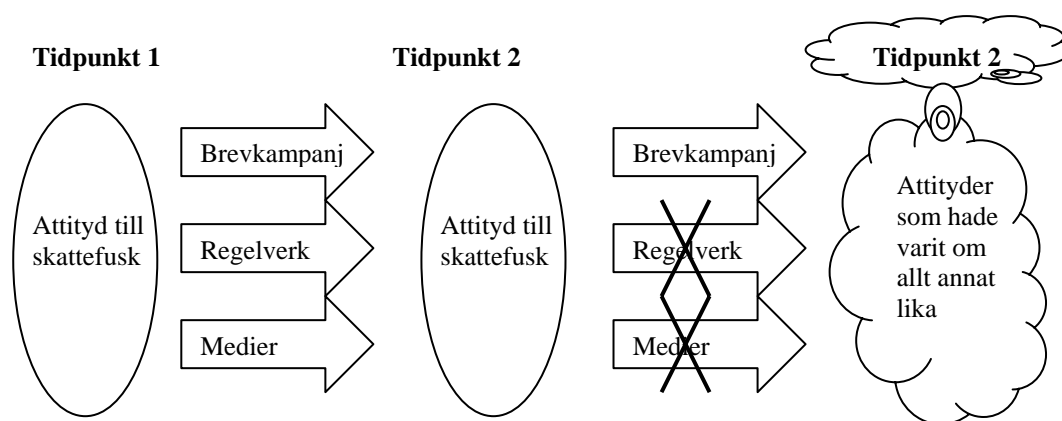 Tidpunkt 1
Tidpunkt 2
Tidpunkt 2
Attityd till
skattefusk
Brevkampanj
Regelverk
Medier
Attityd till
skattefusk
Brevkampanj
Regelverk
Medier
Attityder
som hade
varit om
allt annat
lika